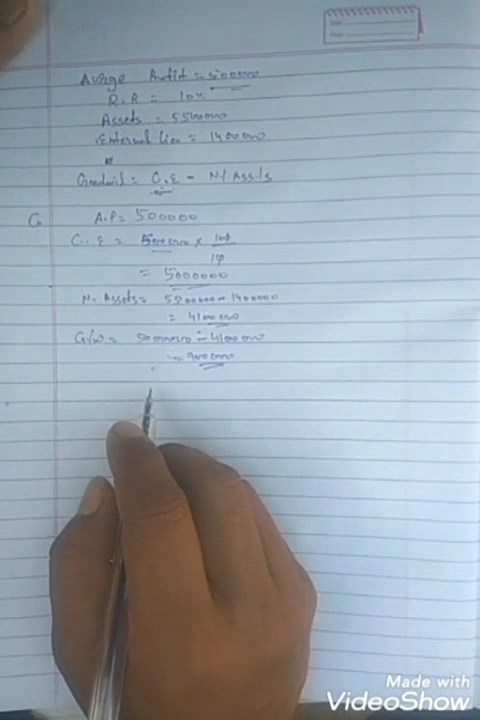 Avrge Profit = 500000
R.R = 10%
Assets = 5500000
External Lia = 1400000
Goodwill = C.E - N/Assets
G A.P = 500000
C.E = 500000 × 100/10
= 5000000
N. Assets = 5500000 - 1400000
= 4100000
G/w = 5000000 - 4100000
= 900000
Made with
VideoShow